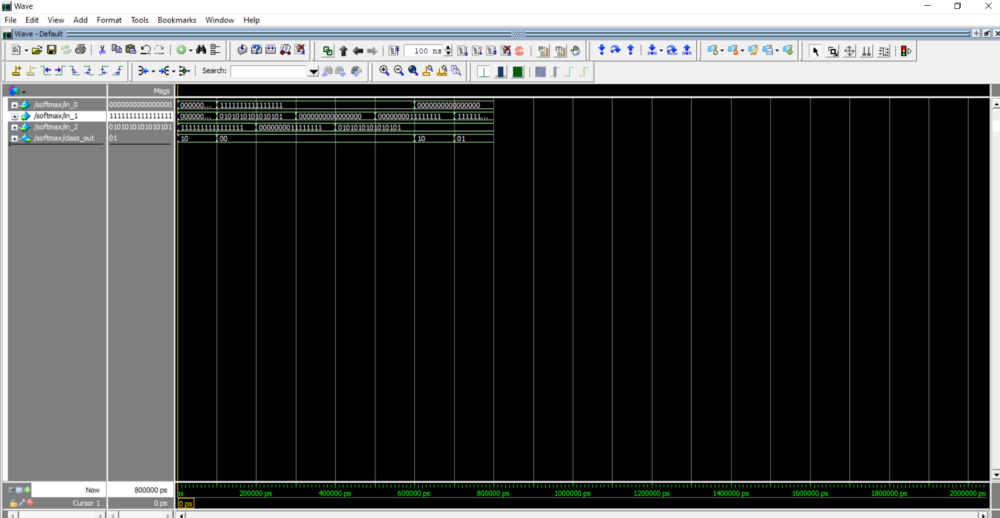 Wave
File Edit View Add Format Tools Bookmarks Window Help
Wave - Default
100 ns
Search:
Msgs
/softmax/in_0 0000000000000000 000000... 1111111111111111 0000000000000000
/softmax/in_1 1111111111111111 000000... 0101010101010101 0000000000000000 0000000011111111 111111...
/softmax/in_2 0101010101010101 1111111111111111 0000000011111111 0101010101010101
/softmax/class_out 01 10 00 10 01
Now 800000 ps ps 200000 ps 400000 ps 600000 ps 800000 ps 1000000 ps 1200000 ps 1400000 ps 1600000 ps 1800000 ps 2000000 ps
Cursor 1 0 ps 0 ps